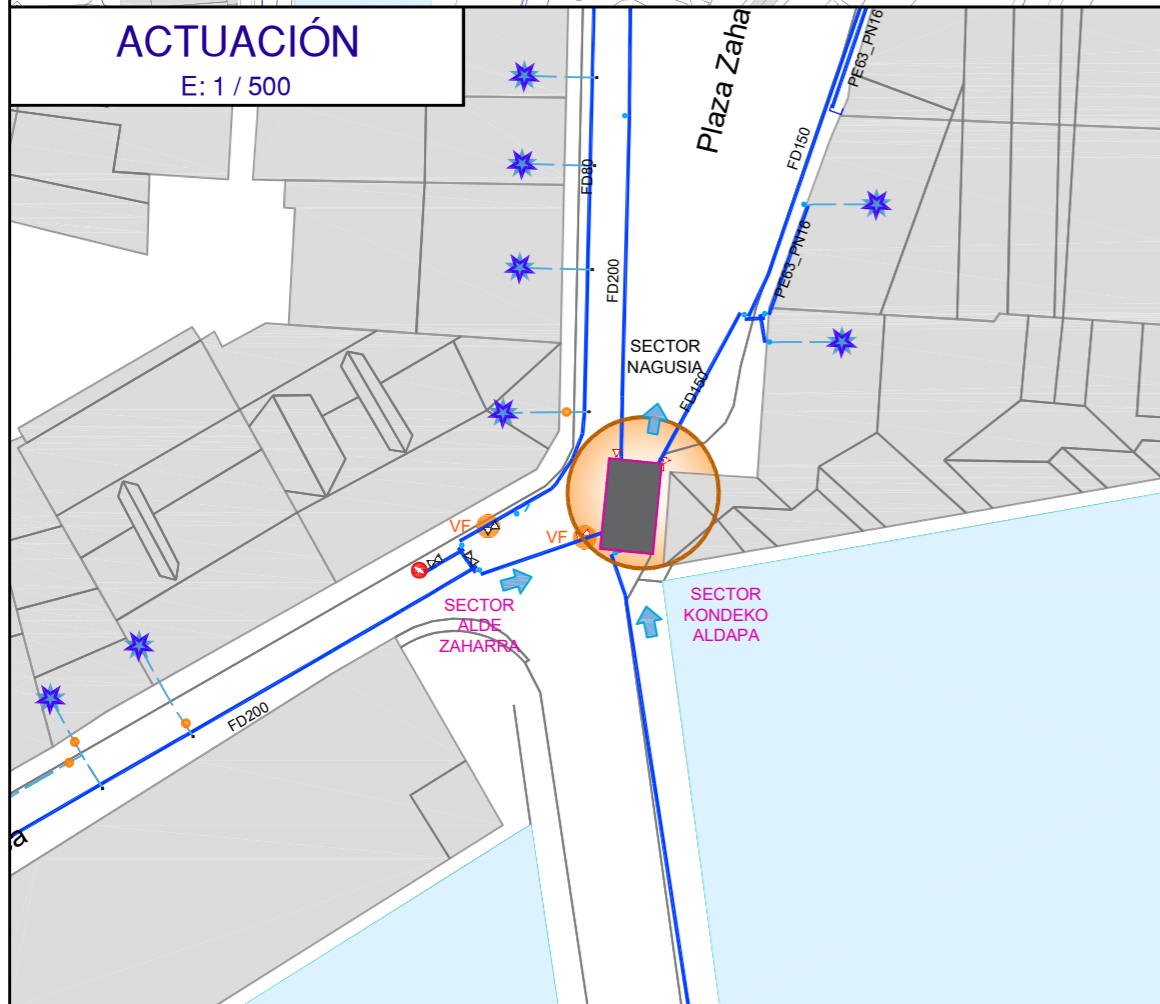 ACTUACIÓN
E: 1 / 500
Plaza Zaha
PE63_PN16
FD150
FD80
PE63_PN16
FD200
SECTOR
NAGUSIA
FD150
VF
VF
SECTOR
ALDE
ZAHARRA
SECTOR
KONDEKO
ALDAPA
FD200
a